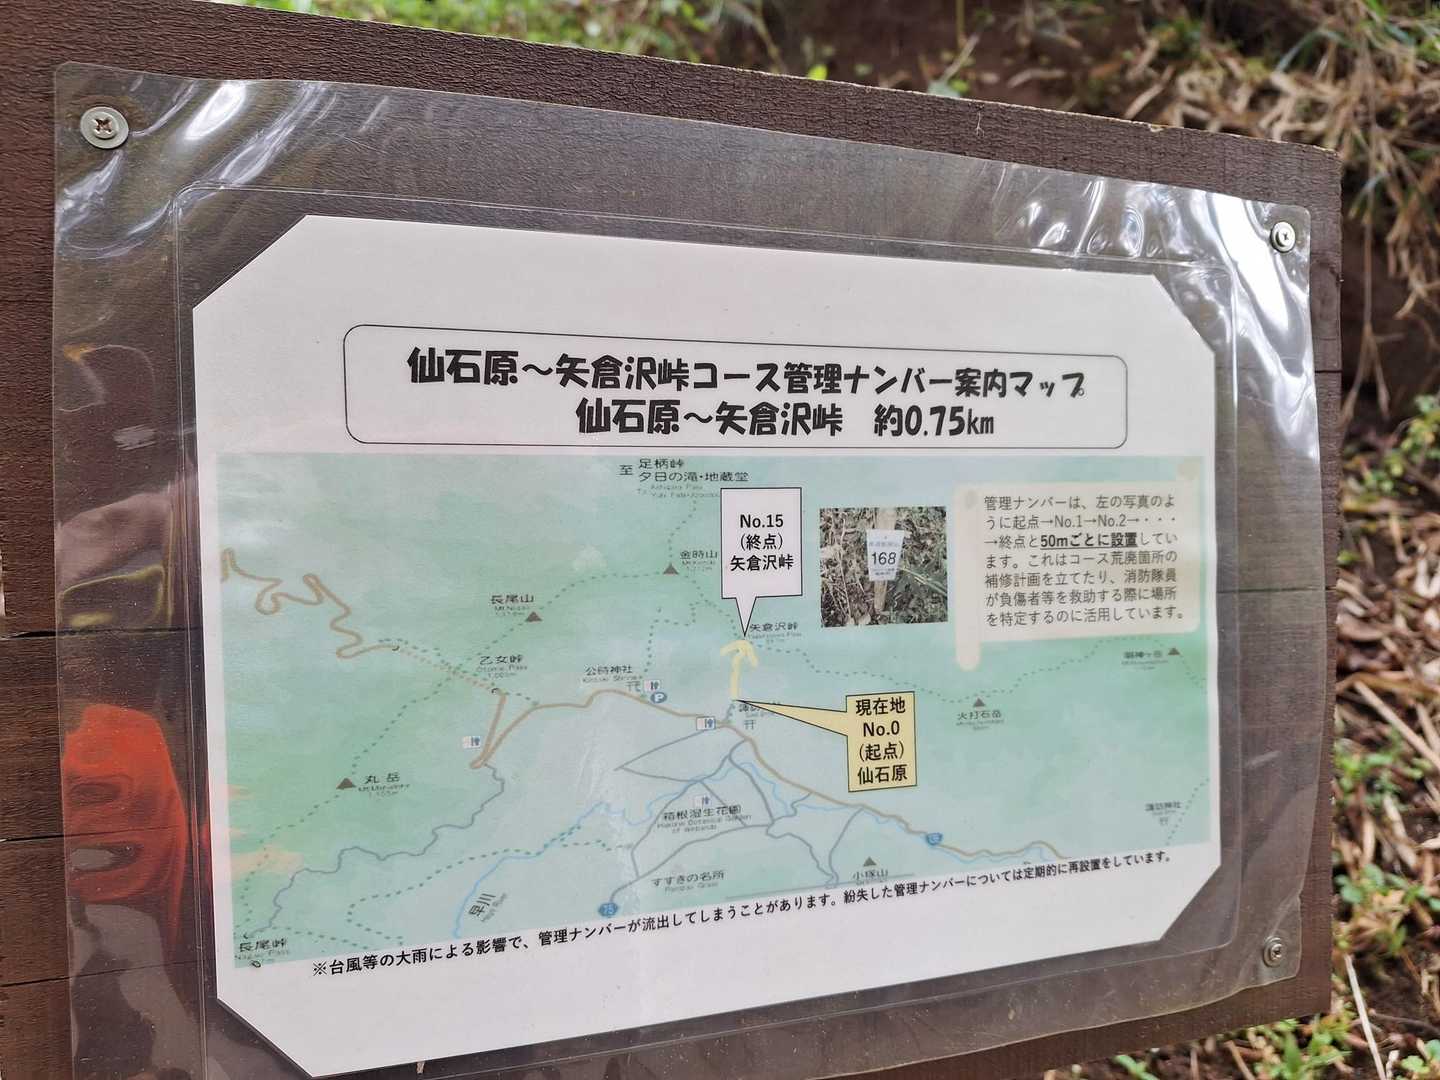 仙石原～矢倉沢峠コース管理ナンバー案内マップ
仙石原～矢倉沢峠　約0.75km
至 足柄峠
夕日の滝・地蔵堂
No.15
(終点)
矢倉沢峠
168
管理ナンバーは、左の写真のよ
うに起点→No.1→No.2→・・・
→終点と50mごとに設置してい
ます。これはコース荒廃箇所の
補修計画を立てたり、消防隊員
が負傷者等を救助する際に場所
を特定するのに活用しています。
金時山
長尾山
矢倉沢峠
乙女峠
Otome Pass
公時神社
P
現在地
No.0
(起点)
仙石原
火打石岳
丸岳
箱根湿生花園
Hakone Botanical Garden
of Wetlands
諏訪神社
すすきの名所
小塚山
早川
75
長尾峠
※台風等の大雨による影響で、管理ナンバーが流出してしまうことがあります。紛失した管理ナンバーについては定期的に再設置をしています。